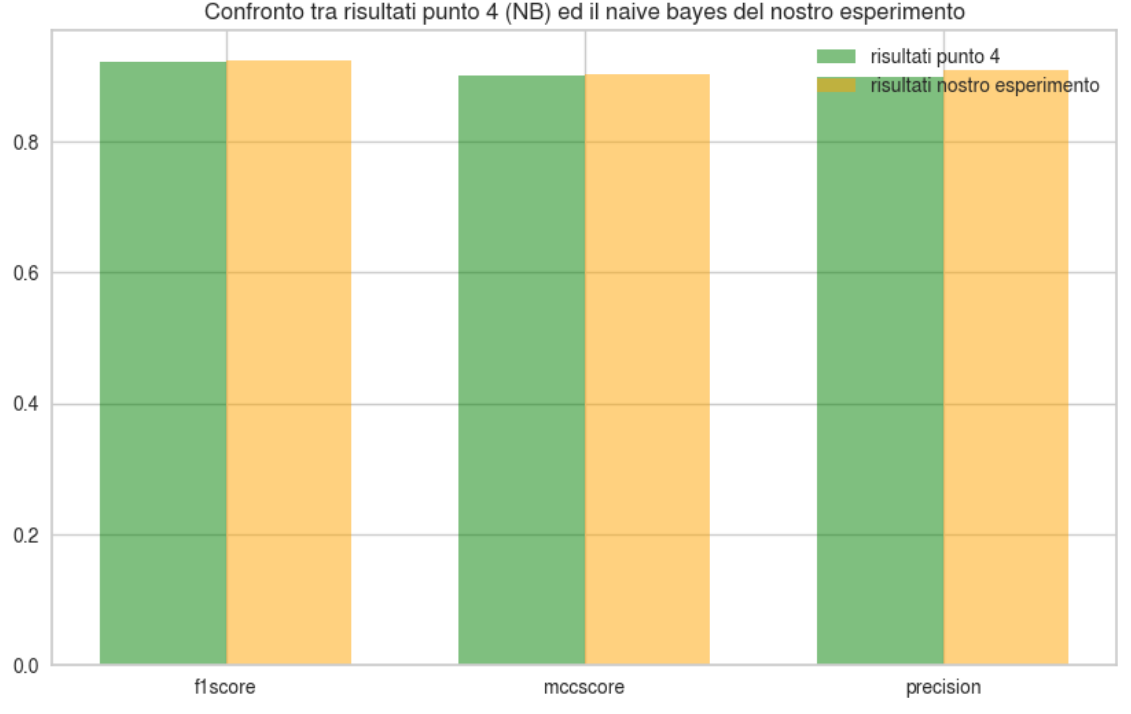 Confronto tra risultati punto 4 (NB) ed il naive bayes del nostro esperimento
risultati punto 4
risultati nostro esperimento
0.8
0.6
0.4
0.2
0.0
f1score
mccscore
precision